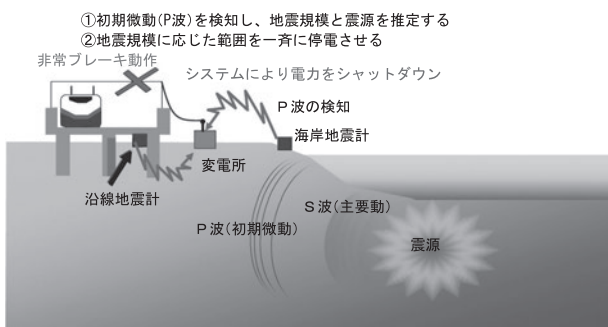 ①初期微動(P波)を検知し、地震規模と震源を推定する
②地震規模に応じた範囲を一斉に停電させる
非常ブレーキ動作
システムにより電力をシャットダウン
P波の検知
海岸地震計
変電所
沿線地震計
S波(主要動)
P波(初期微動)
震源